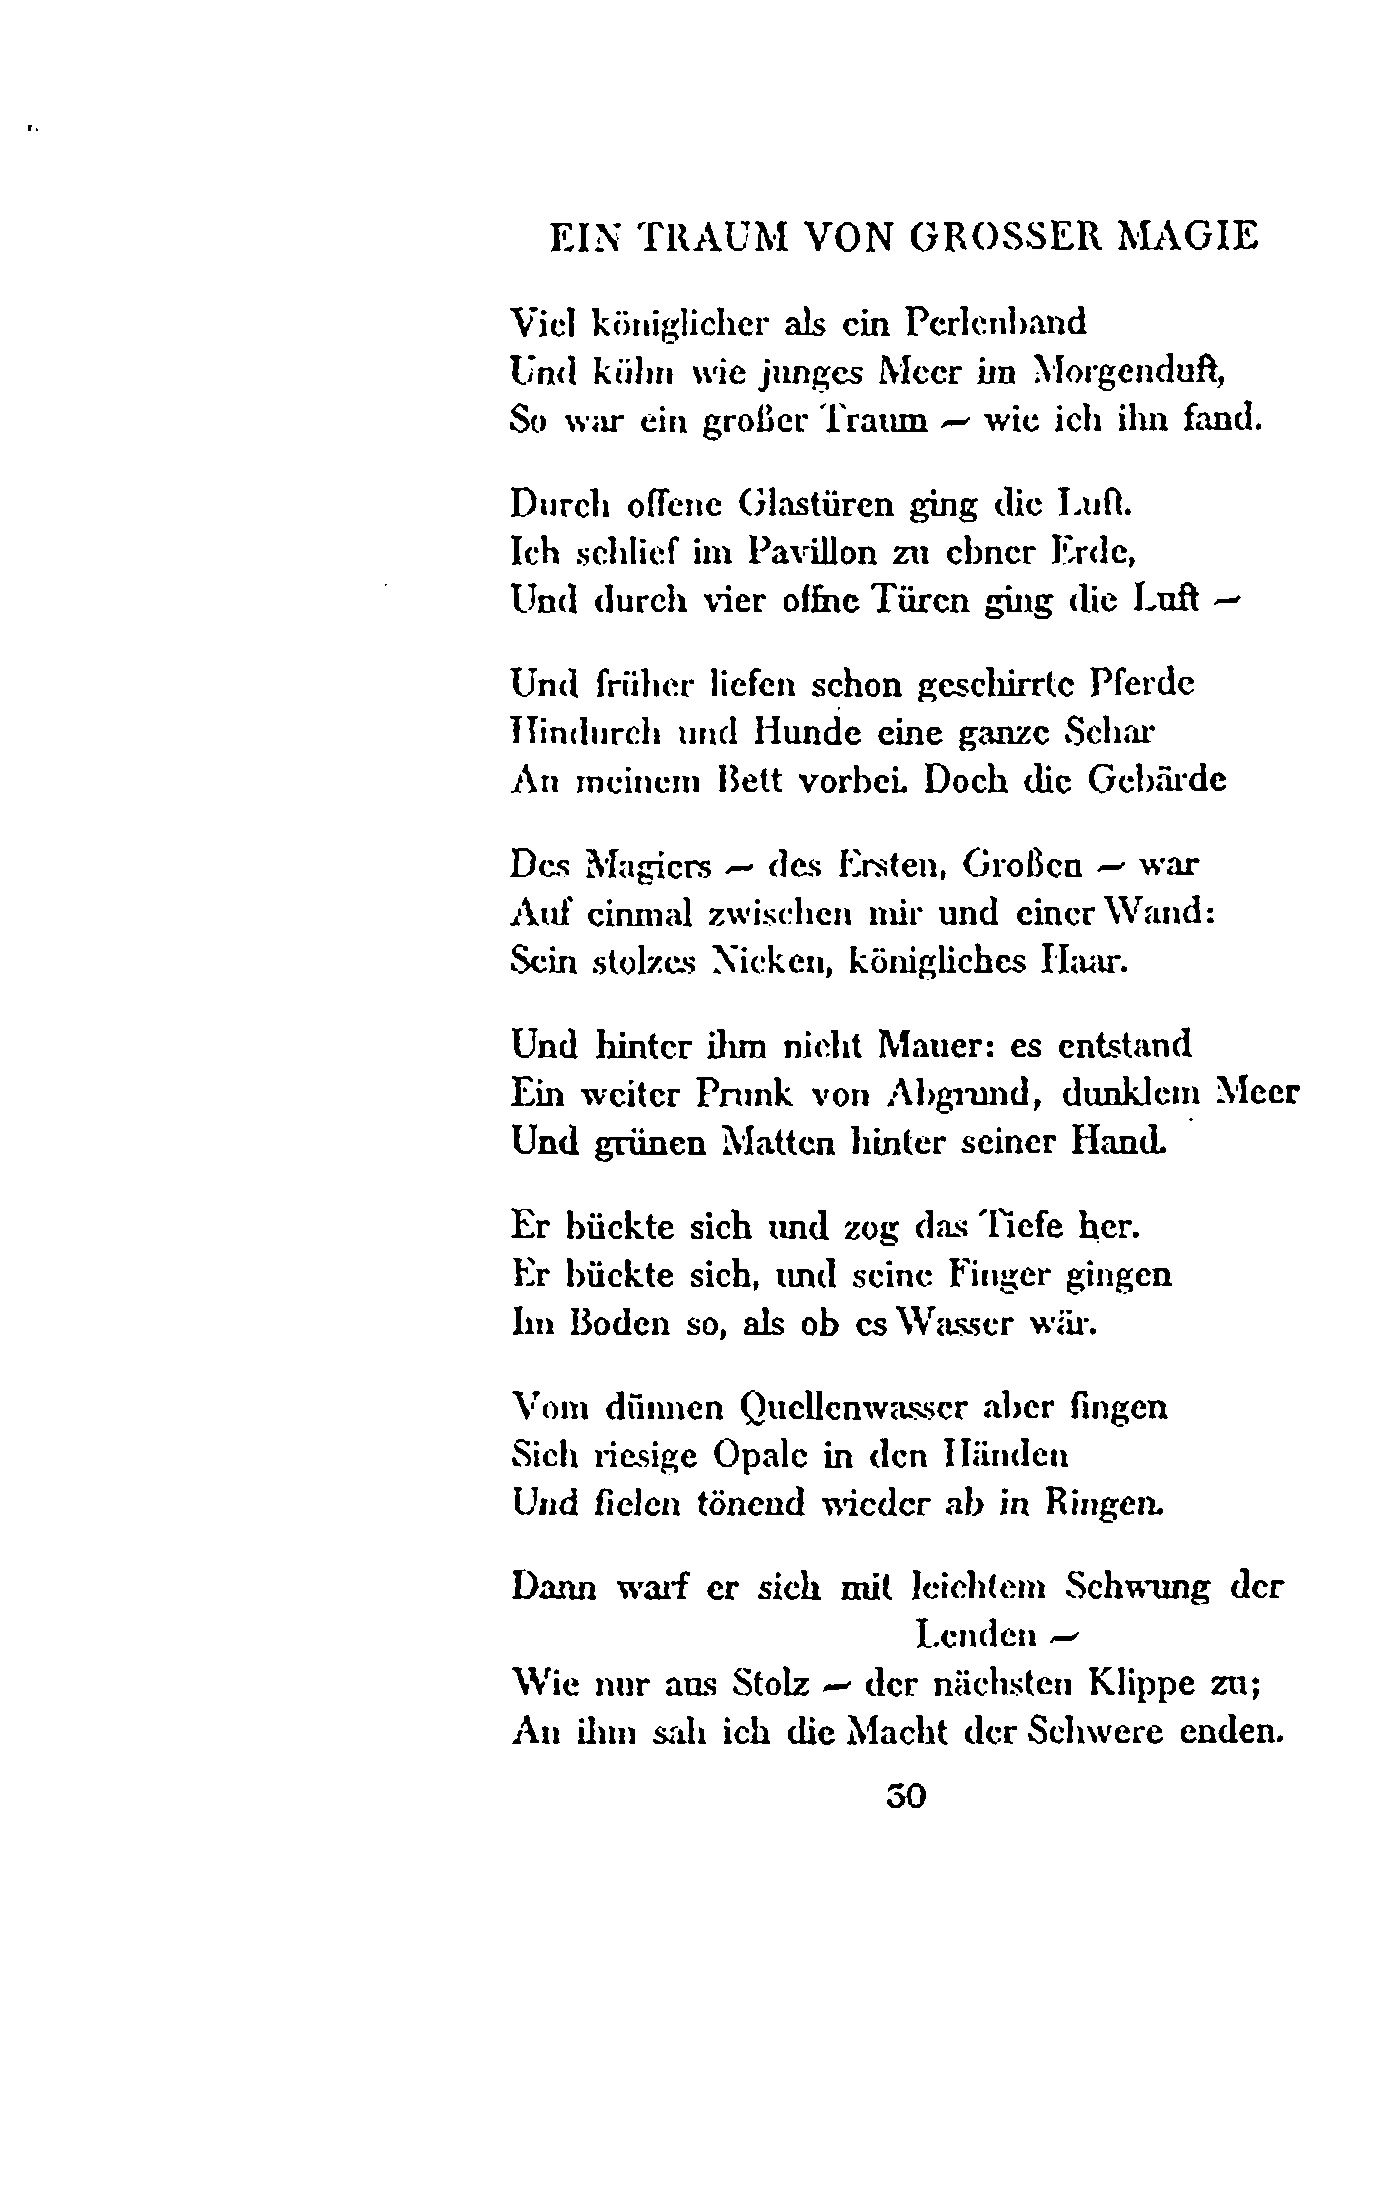 EIN TRAUM VON GROSSER MAGIE
Viel königlicher als ein Perlenband
Und kühn wie junges Meer im Morgenduft,
So war ein großer Traum – wie ich ihn fand.
Durch offene Glastüren ging die Luft.
Ich schlief im Pavillon zu ebner Erde,
Und durch vier offne Türen ging die Luft –
Und früher liefen schon geschirrte Pferde
Hindurch und Hunde eine ganze Schar
An meinem Bett vorbei. Doch die Gebärde
Des Magiers – des Ersten, Großen – war
Auf einmal zwischen mir und einer Wand:
Sein stolzes Nicken, königliches Haar.
Und hinter ihm nicht Mauer: es entstand
Ein weiter Prunk von Abgrund, dunklem Meer
Und grünen Matten hinter seiner Hand.
Er bückte sich und zog das Tiefe her.
Er bückte sich, und seine Finger gingen
Im Boden so, als ob es Wasser wär.
Vom dünnen Quellenwasser aber fingen
Sich riesige Opale in den Händen
Und fielen tönend wieder ab in Ringen.
Dann warf er sich mit leichtem Schwung der
Lenden –
Wie nur aus Stolz – der nächsten Klippe zu;
An ihm sah ich die Macht der Schwere enden.
30